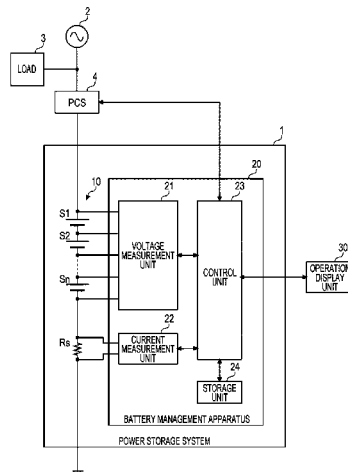 2
3
LOAD
4
PCS
1
20
10
21
23
S1
S2
Sn
VOLTAGE
MEASUREMENT
UNIT
CONTROL
UNIT
30
OPERATION
DISPLAY
UNIT
22
Rs
CURRENT
MEASUREMENT
UNIT
24
STORAGE
UNIT
BATTERY MANAGEMENT APPARATUS
POWER STORAGE SYSTEM